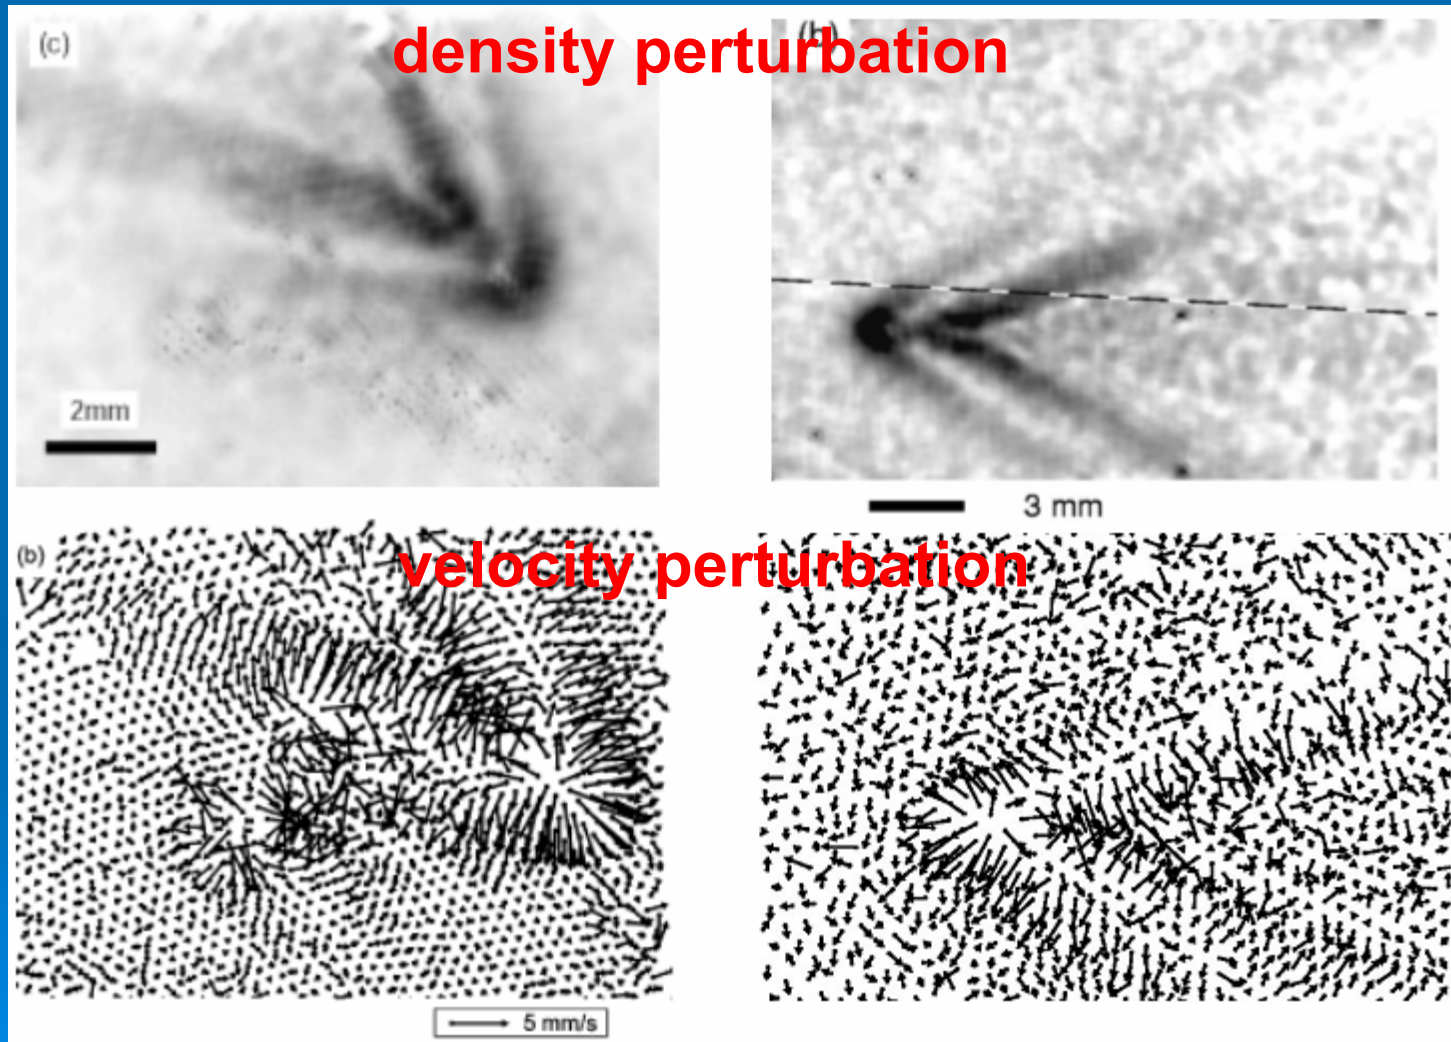 (c)
density perturbation
(b)
2mm
3 mm
(b)
velocity perturbation
5 mm/s